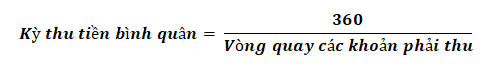 Kỳ thu tiền bình quân = 360 / Vòng quay các khoản phải thu